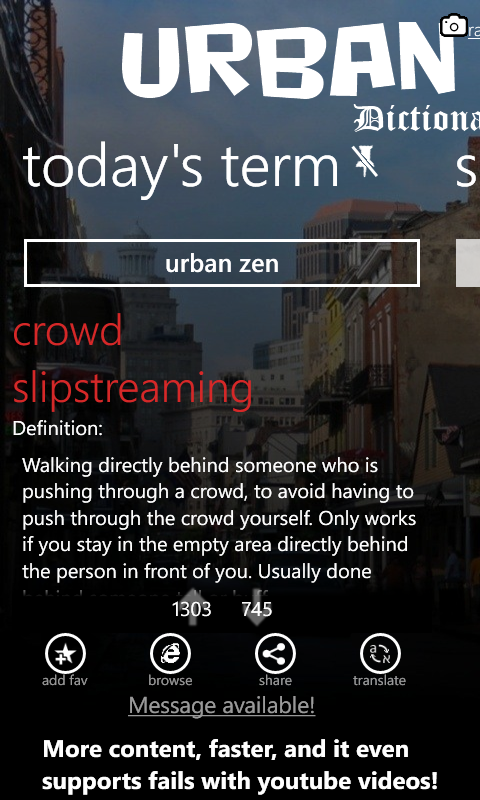 URBAN
Dictiona
today's term
s
urban zen
crowd
slipstreaming
Definition:
Walking directly behind someone who is
pushing through a crowd, to avoid having to
push through the crowd yourself. Only works
if you stay in the empty area directly behind
the person in front of you. Usually done
1303 745
add fav browse share translate
Message available!
More content, faster, and it even
supports fails with youtube videos!